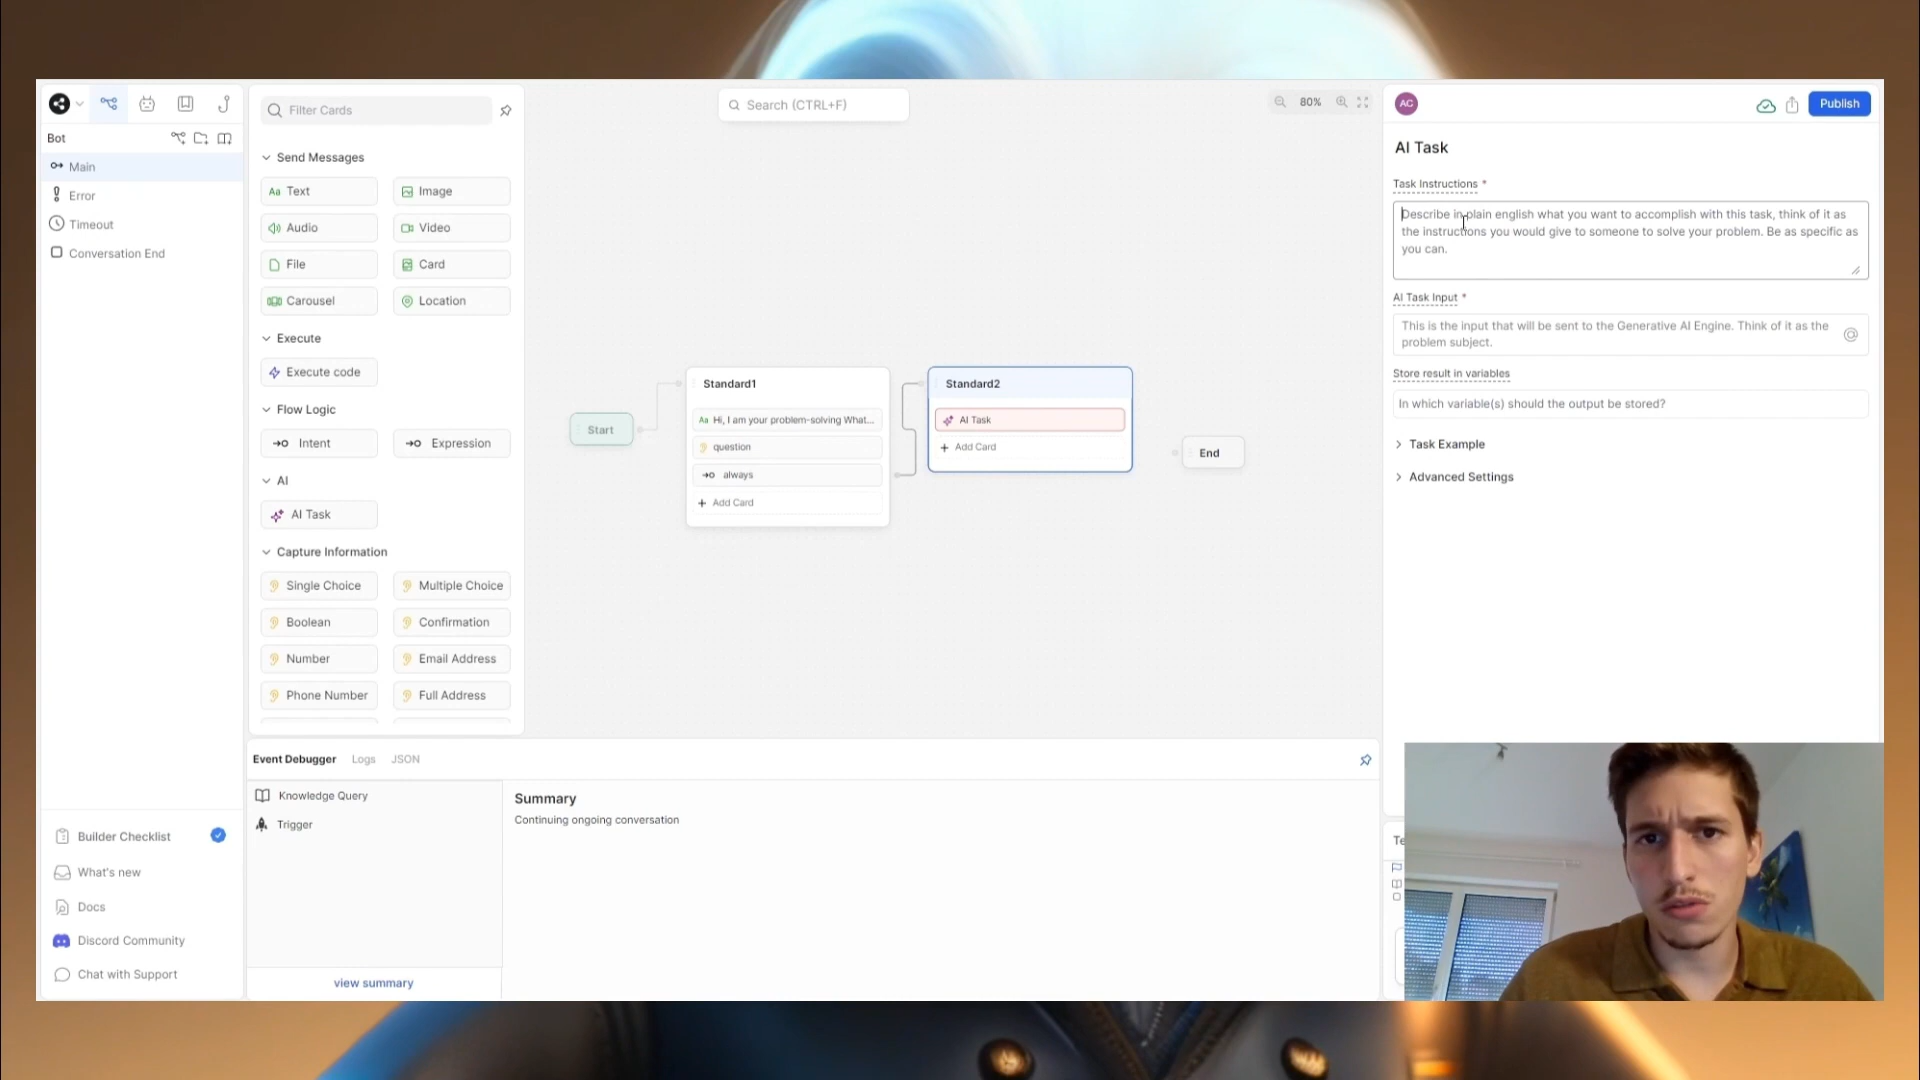 Bot
Main
Error
Timeout
Conversation End
Builder Checklist
What's new
Docs
Discord Community
Chat with Support
Filter Cards
Send Messages
Aa Text
Image
Audio
Video
File
Card
Carousel
Location
Execute
Execute code
Flow Logic
Intent
Expression
AI
AI Task
Capture Information
Single Choice
Multiple Choice
Boolean
Confirmation
Number
Email Address
Phone Number
Full Address
Search (CTRL+F)
80%
Start
Standard1
Aa Hi, I am your problem-solving What...
question
always
+ Add Card
Standard2
AI Task
+ Add Card
End
Event Debugger
Logs
JSON
Knowledge Query
Trigger
view summary
Summary
Continuing ongoing conversation
AC
Publish
AI Task
Task Instructions *
Describe in plain english what you want to accomplish with this task, think of it as
the instructions you would give to someone to solve your problem. Be as specific as
you can.
AI Task Input *
This is the input that will be sent to the Generative AI Engine. Think of it as the
problem subject.
@
Store result in variables
In which variable(s) should the output be stored?
Task Example
Advanced Settings